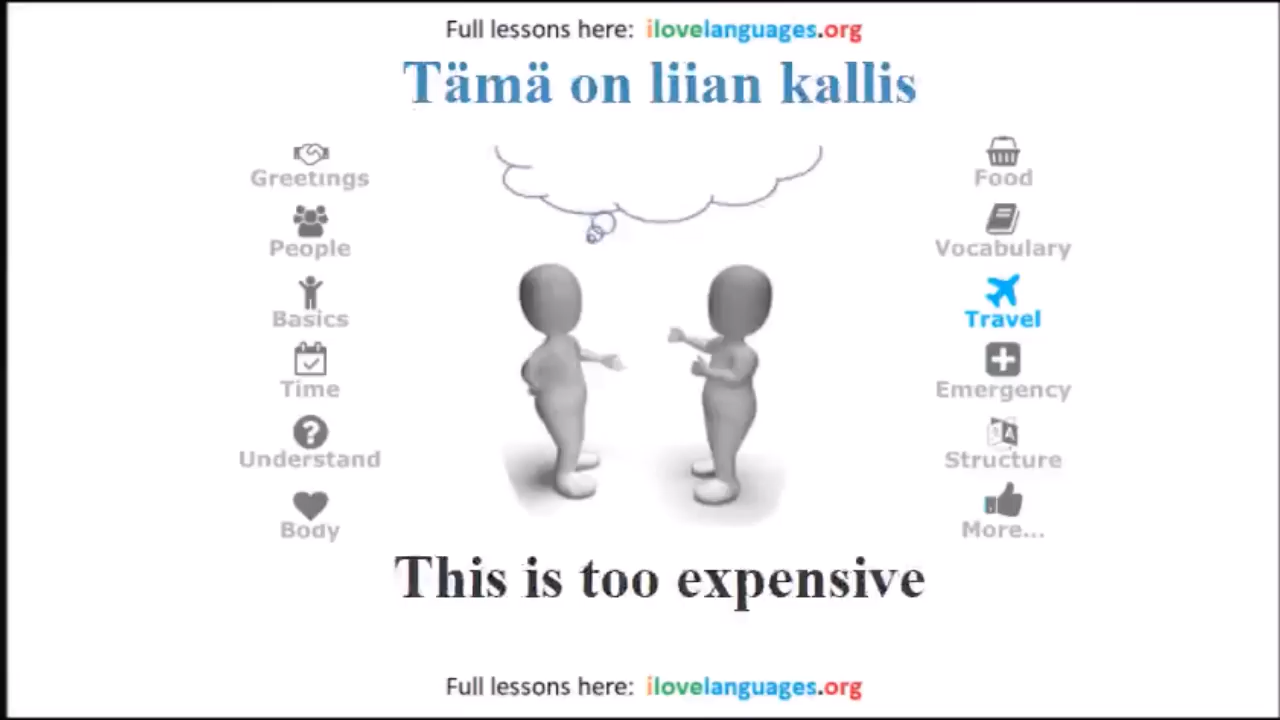 Full lessons here: ilovelanguages.org
Tämä on liian kallis
Greetings
People
Basics
Time
Understand
Body
Food
Vocabulary
Travel
Emergency
Structure
More...
This is too expensive
Full lessons here: ilovelanguages.org